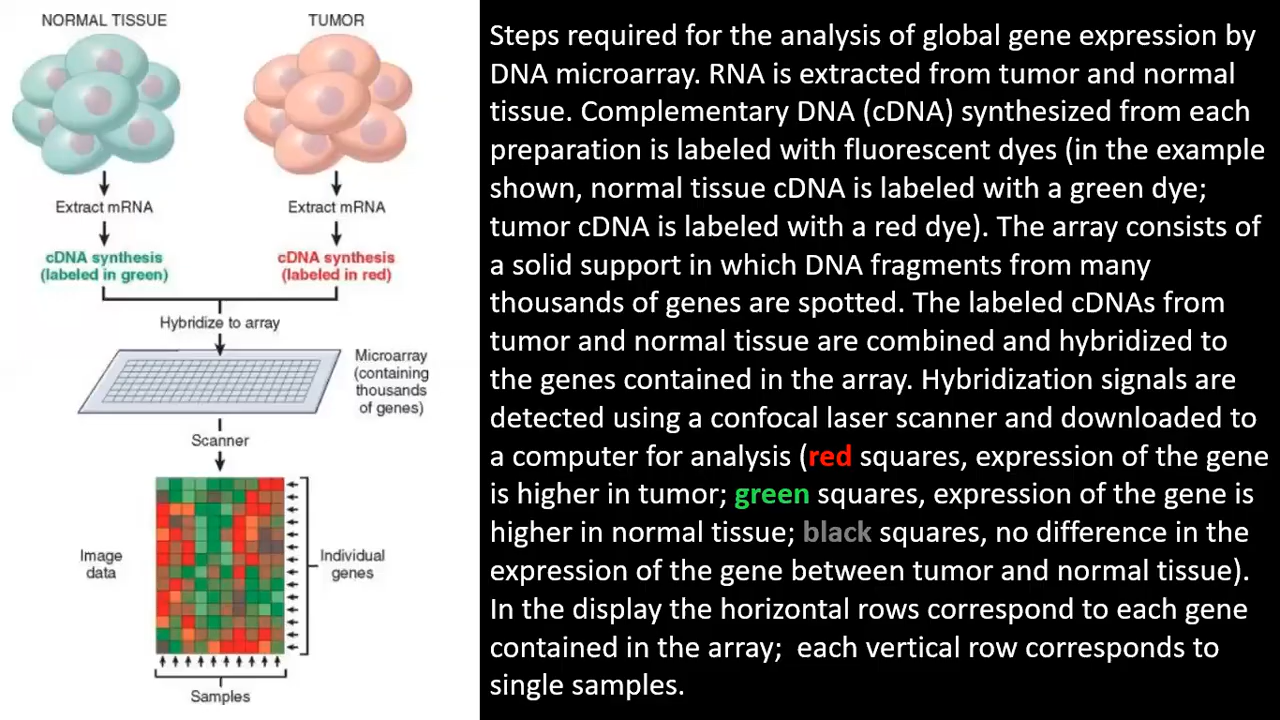 NORMAL TISSUE
TUMOR
Extract mRNA
Extract mRNA
cDNA synthesis
(labeled in green)
cDNA synthesis
(labeled in red)
Hybridize to array
Microarray
(containing
thousands
of genes)
Scanner
Image
data
Individual
genes
Samples
Steps required for the analysis of global gene expression by
DNA microarray. RNA is extracted from tumor and normal
tissue. Complementary DNA (cDNA) synthesized from each
preparation is labeled with fluorescent dyes (in the example
shown, normal tissue cDNA is labeled with a green dye;
tumor cDNA is labeled with a red dye). The array consists of
a solid support in which DNA fragments from many
thousands of genes are spotted. The labeled cDNAs from
tumor and normal tissue are combined and hybridized to
the genes contained in the array. Hybridization signals are
detected using a confocal laser scanner and downloaded to
a computer for analysis (red squares, expression of the gene
is higher in tumor; green squares, expression of the gene is
higher in normal tissue; black squares, no difference in the
expression of the gene between tumor and normal tissue).
In the display the horizontal rows correspond to each gene
contained in the array;  each vertical row corresponds to
single samples.